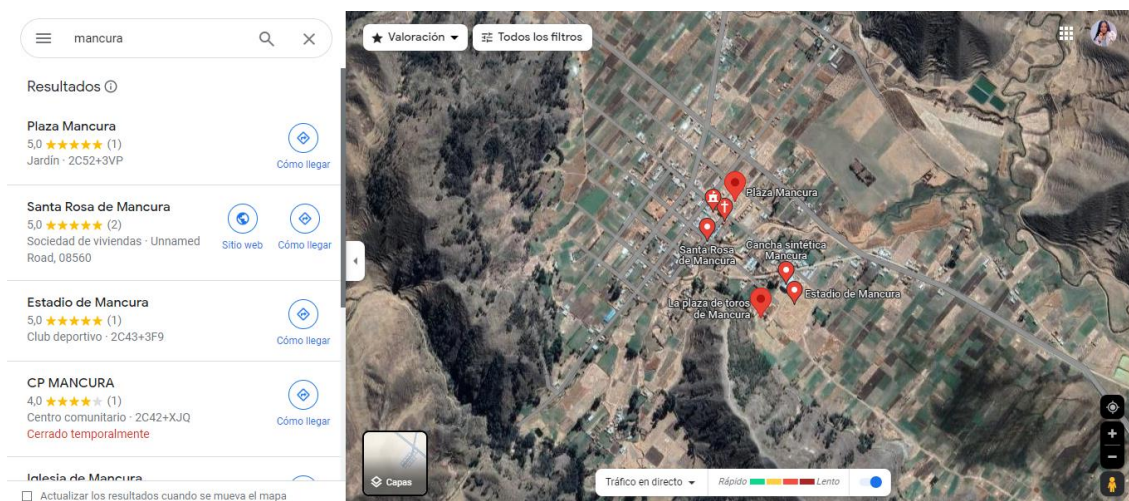 mancura
Resultados
Plaza Mancura
5,0 ★★★★★ (1)
Jardín · 2C52+3VP
Cómo llegar
Santa Rosa de Mancura
5,0 ★★★★★ (2)
Sociedad de viviendas · Unnamed
Road, 08560
Sitio web
Cómo llegar
Estadio de Mancura
5,0 ★★★★★ (1)
Club deportivo · 2C43+3F9
Cómo llegar
CP MANCURA
4,0 ★★★★★ (1)
Centro comunitario · 2C42+XJQ
Cerrado temporalmente
Cómo llegar
Iglesia de Mancura
Actualizar los resultados cuando se mueva el mapa
Valoración
Todos los filtros
Plaza Mancura
Santa Rosa
de Mancura
Cancha sintética
Mancura
Estadio de Mancura
La plaza de toros
de Mancura
Capas
Tráfico en directo
Rápido
Lento